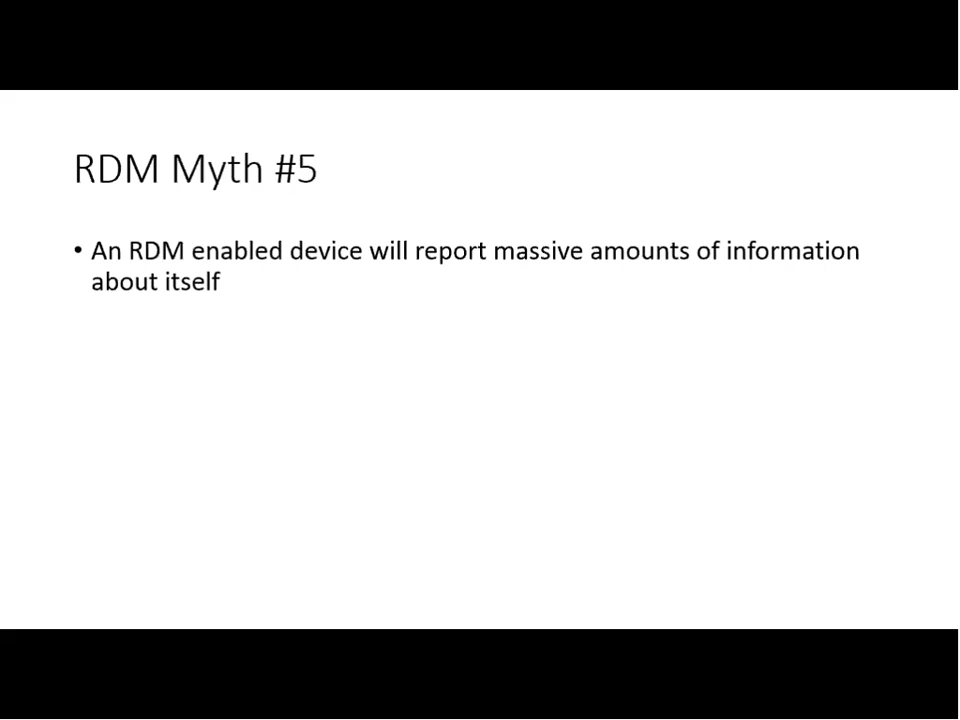 RDM Myth #5
• An RDM enabled device will report massive amounts of information
about itself